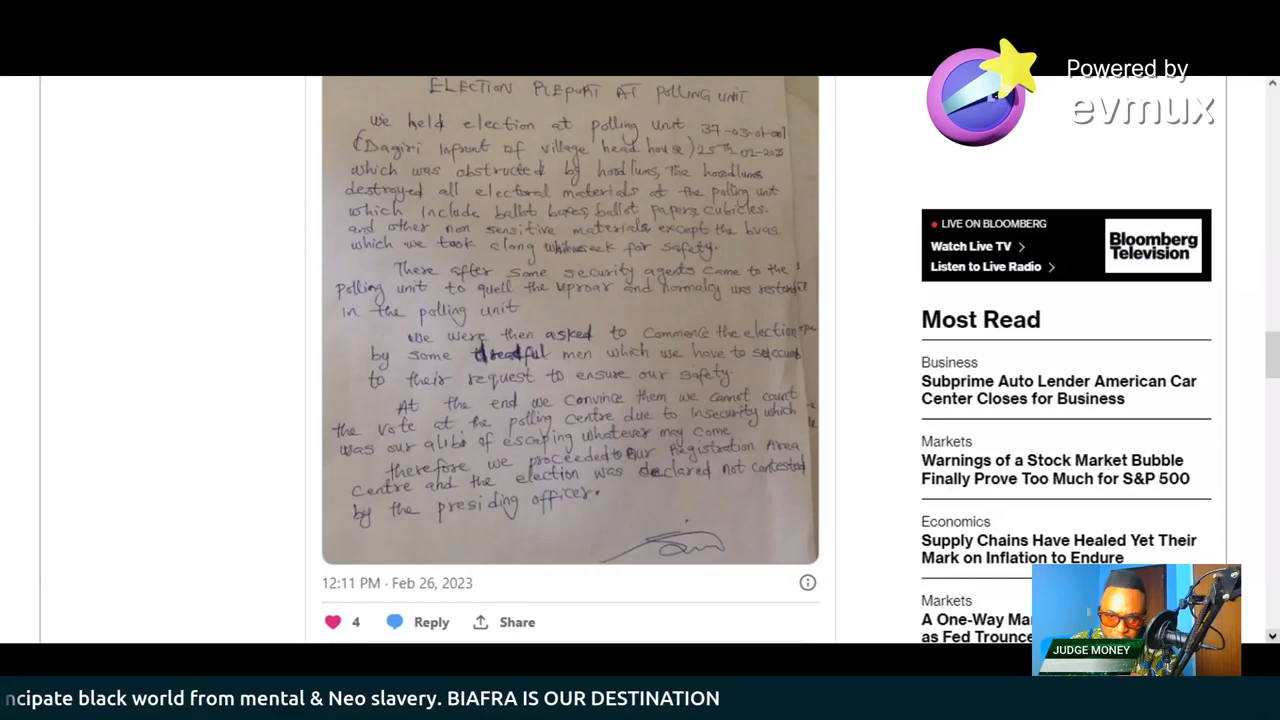 Powered by
evmux
ELECTION REPORT AT POLLING UNIT
We held election at polling unit 37-03-01-001
(Dagiri Infront of village head house) 25TH 02-2023
which was obstructed by hoodlums, The hoodlums
destroyed all electoral materials at the polling unit
which include ballot boxes, ballot papers, cubicles.
and other non sensitive materials, except the bvas
which we took along seek for safety.
There after some security agents came to the
polling unit to quell the uproar and normalcy was
in the polling unit
We were then asked to commence the election
by some men which we have to
to their request to ensure our safety.
At the end we convince them we cannot count
the vote at the polling centre due to insecurity which
was our alibi of escaping whatever may come
therefore we proceeded to our Registration Area
Centre and the election was declared not contested
by the presiding officer.
12:11 PM · Feb 26, 2023
4 Reply Share
LIVE ON BLOOMBERG
Watch Live TV
Listen to Live Radio
Bloomberg
Television
Most Read
Business
Subprime Auto Lender American Car
Center Closes for Business
Markets
Warnings of a Stock Market Bubble
Finally Prove Too Much for S&P 500
Economics
Supply Chains Have Healed Yet Their
Mark on Inflation to Endure
Markets
A One-Way
as Fed
JUDGE MONEY
ncipate black world from mental & Neo slavery. BIAFRA IS OUR DESTINATION